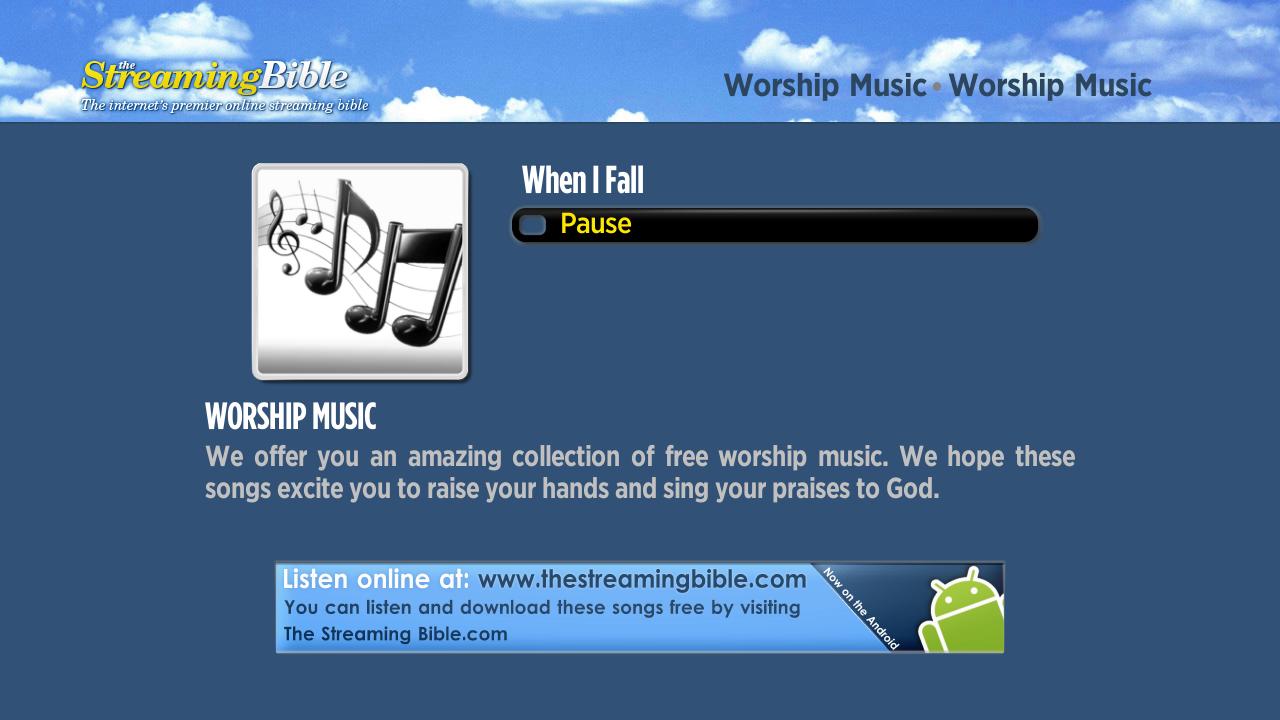 the
StreamingBible
The internet's premier online streaming bible
Worship Music • Worship Music
When I Fall
Pause
WORSHIP MUSIC
We offer you an amazing collection of free worship music. We hope these
songs excite you to raise your hands and sing your praises to God.
Listen online at: www.thestreamingbible.com
You can listen and download these songs free by visiting
The Streaming Bible.com
Now on the Android